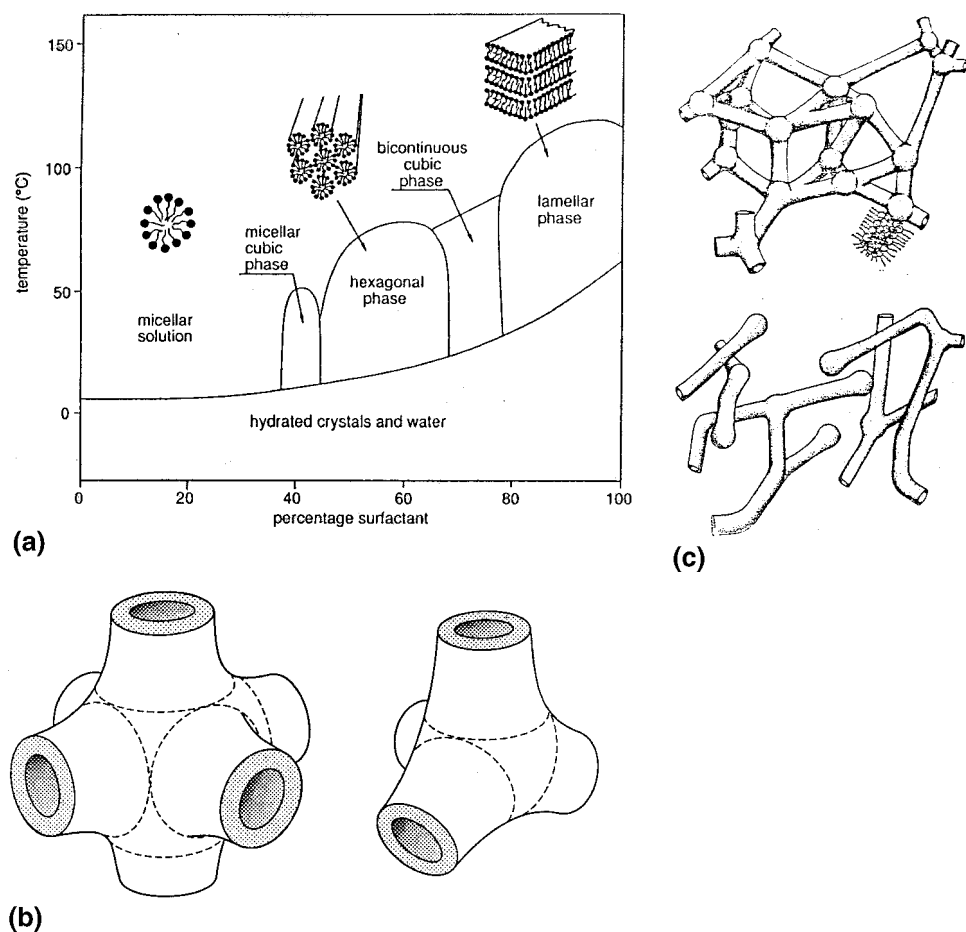 150
100
50
0
temperature (°C)
micellar
solution
micellar
cubic
phase
hexagonal
phase
bicontinuous
cubic
phase
lamellar
phase
hydrated crystals and water
0
20
40
60
80
100
percentage surfactant
(a)
(c)
(b)